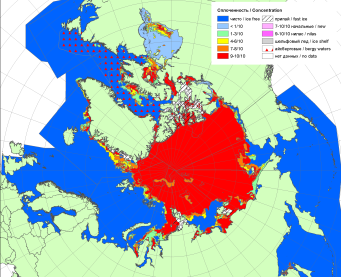 Сплоченность / Concentration
чисто / ice free
< 1/10
1-3/10
4-6/10
7-8/10
9-10/10
припай / fast ice
7-10/10 начальные / new
9-10/10 нилас / nilas
шельфовый лед / ice shelf
айсберговые / bergy waters
нет данных / no data